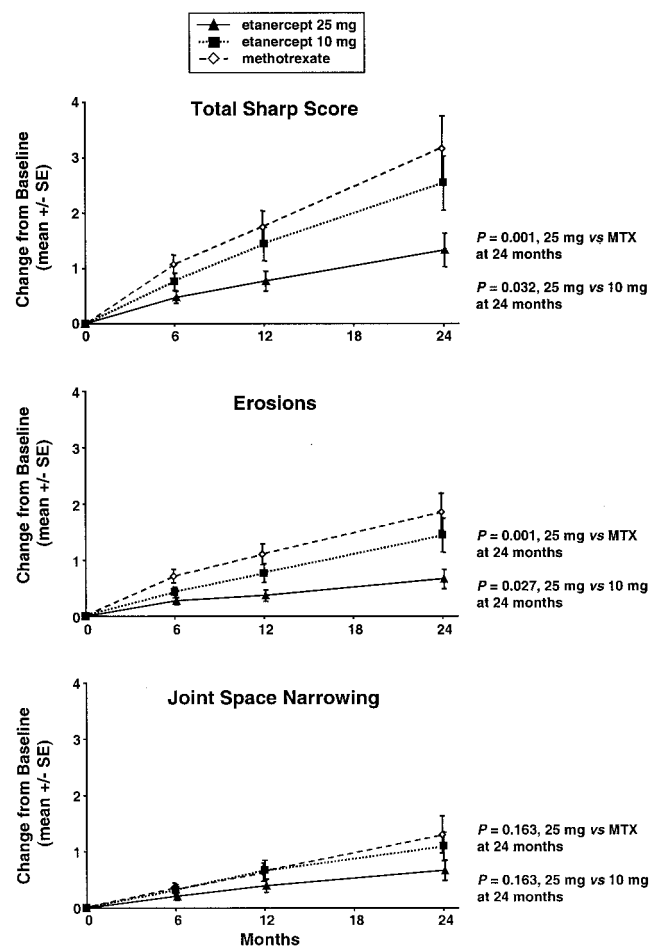 etanercept 25 mg
etanercept 10 mg
methotrexate
Total Sharp Score
Change from Baseline
(mean +/- SE)
4
3
2
1
0
0 6 12 18 24
P = 0.001, 25 mg vs MTX
at 24 months
P = 0.032, 25 mg vs 10 mg
at 24 months
Erosions
Change from Baseline
(mean +/- SE)
4
3
2
1
0
0 6 12 18 24
P = 0.001, 25 mg vs MTX
at 24 months
P = 0.027, 25 mg vs 10 mg
at 24 months
Joint Space Narrowing
Change from Baseline
(mean +/- SE)
4
3
2
1
0
0 6 12 18 24
Months
P = 0.163, 25 mg vs MTX
at 24 months
P = 0.163, 25 mg vs 10 mg
at 24 months